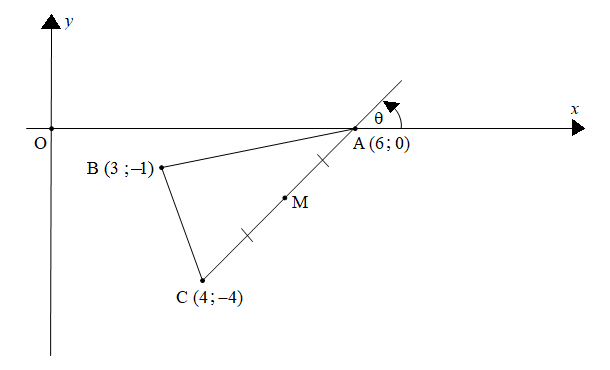 y
x
θ
O
A (6; 0)
B (3 ;–1)
M
C (4;–4)